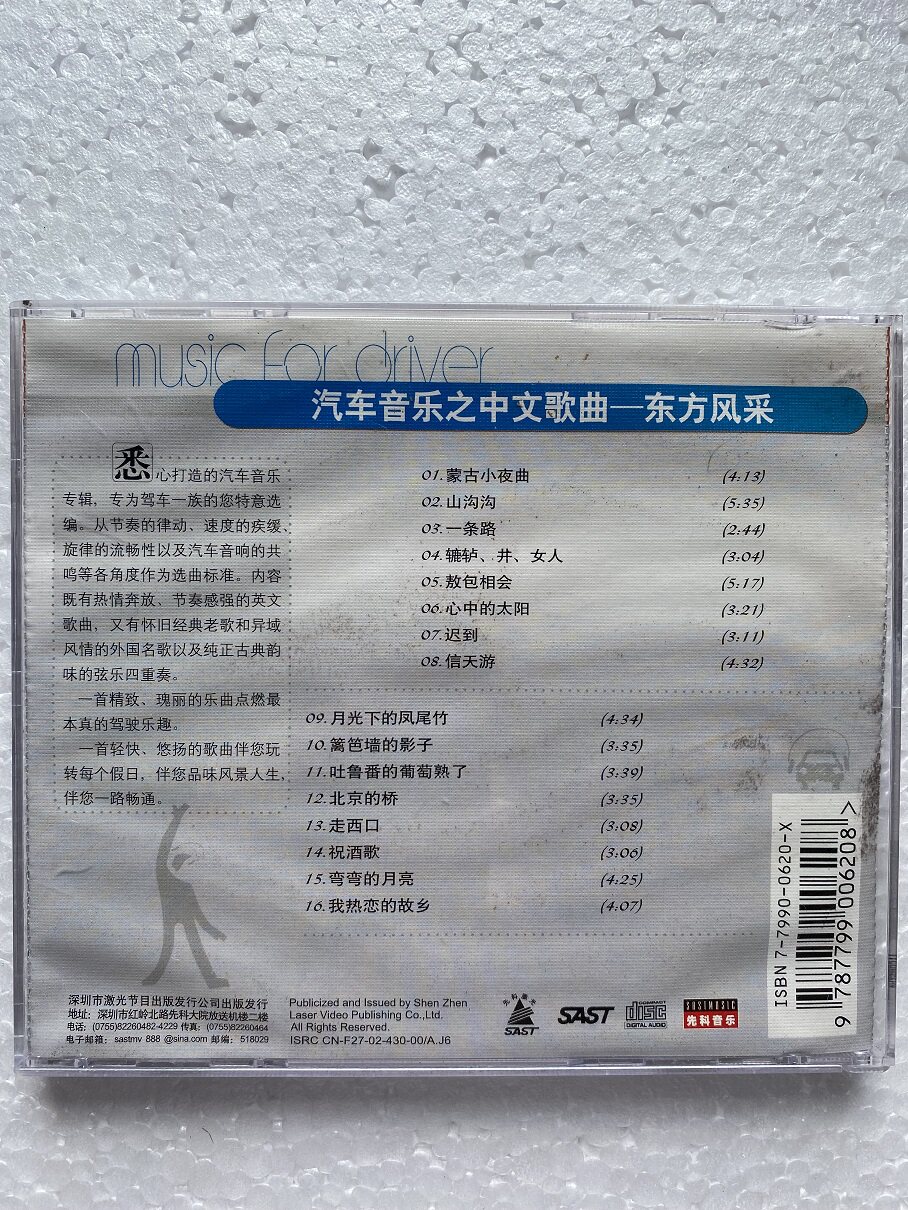 music for driver
汽车音乐之中文歌曲—东方风采
悉心打造的汽车音乐
专辑，专为驾车一族的您特意选
编。从节奏的律动、速度的疾缓、
旋律的流畅性以及汽车音响的共
鸣等各角度作为选曲标准。内容
既有热情奔放、节奏感强的英文
歌曲，又有怀旧经典老歌和异域
风情的外国名歌以及纯正古典韵
味的弦乐四重奏。
一首精致、瑰丽的乐曲点燃最
本真的驾驶乐趣。
一首轻快、悠扬的歌曲伴您玩
转每个假日，伴您品味风景人生，
伴您一路畅通。
01.蒙古小夜曲 (4:13)
02.山沟沟 (5:35)
03.一条路 (2:44)
04.辘轳、井、女人 (3:04)
05.敖包相会 (5:17)
06.心中的太阳 (3:21)
07.迟到 (3:11)
08.信天游 (4:32)
09.月光下的凤尾竹 (4:34)
10.篱笆墙的影子 (3:35)
11.吐鲁番的葡萄熟了 (3:39)
12.北京的桥 (3:35)
13.走西口 (3:08)
14.祝酒歌 (3:06)
15.弯弯的月亮 (4:25)
16.我热恋的故乡 (4:07)
深圳市激光节目出版发行公司出版发行
地址：深圳市红岭北路先科大院放送机楼二楼
电话：(0755)82260482-4229 传真：(0755)82260464
电子邮箱：sastmv 888 @sina.com 邮编：518029
Publicized and Issued by Shen Zhen
Laser Video Publishing Co.,Ltd.
All Rights Reserved.
ISRC CN-F27-02-430-00/A.J6
先科激光
SAST
SAST
COMPACT
disc
DIGITAL AUDIO
SUSIMUSIC
先科音乐
ISBN 7-7990-0620-X
9 787799 006208 >